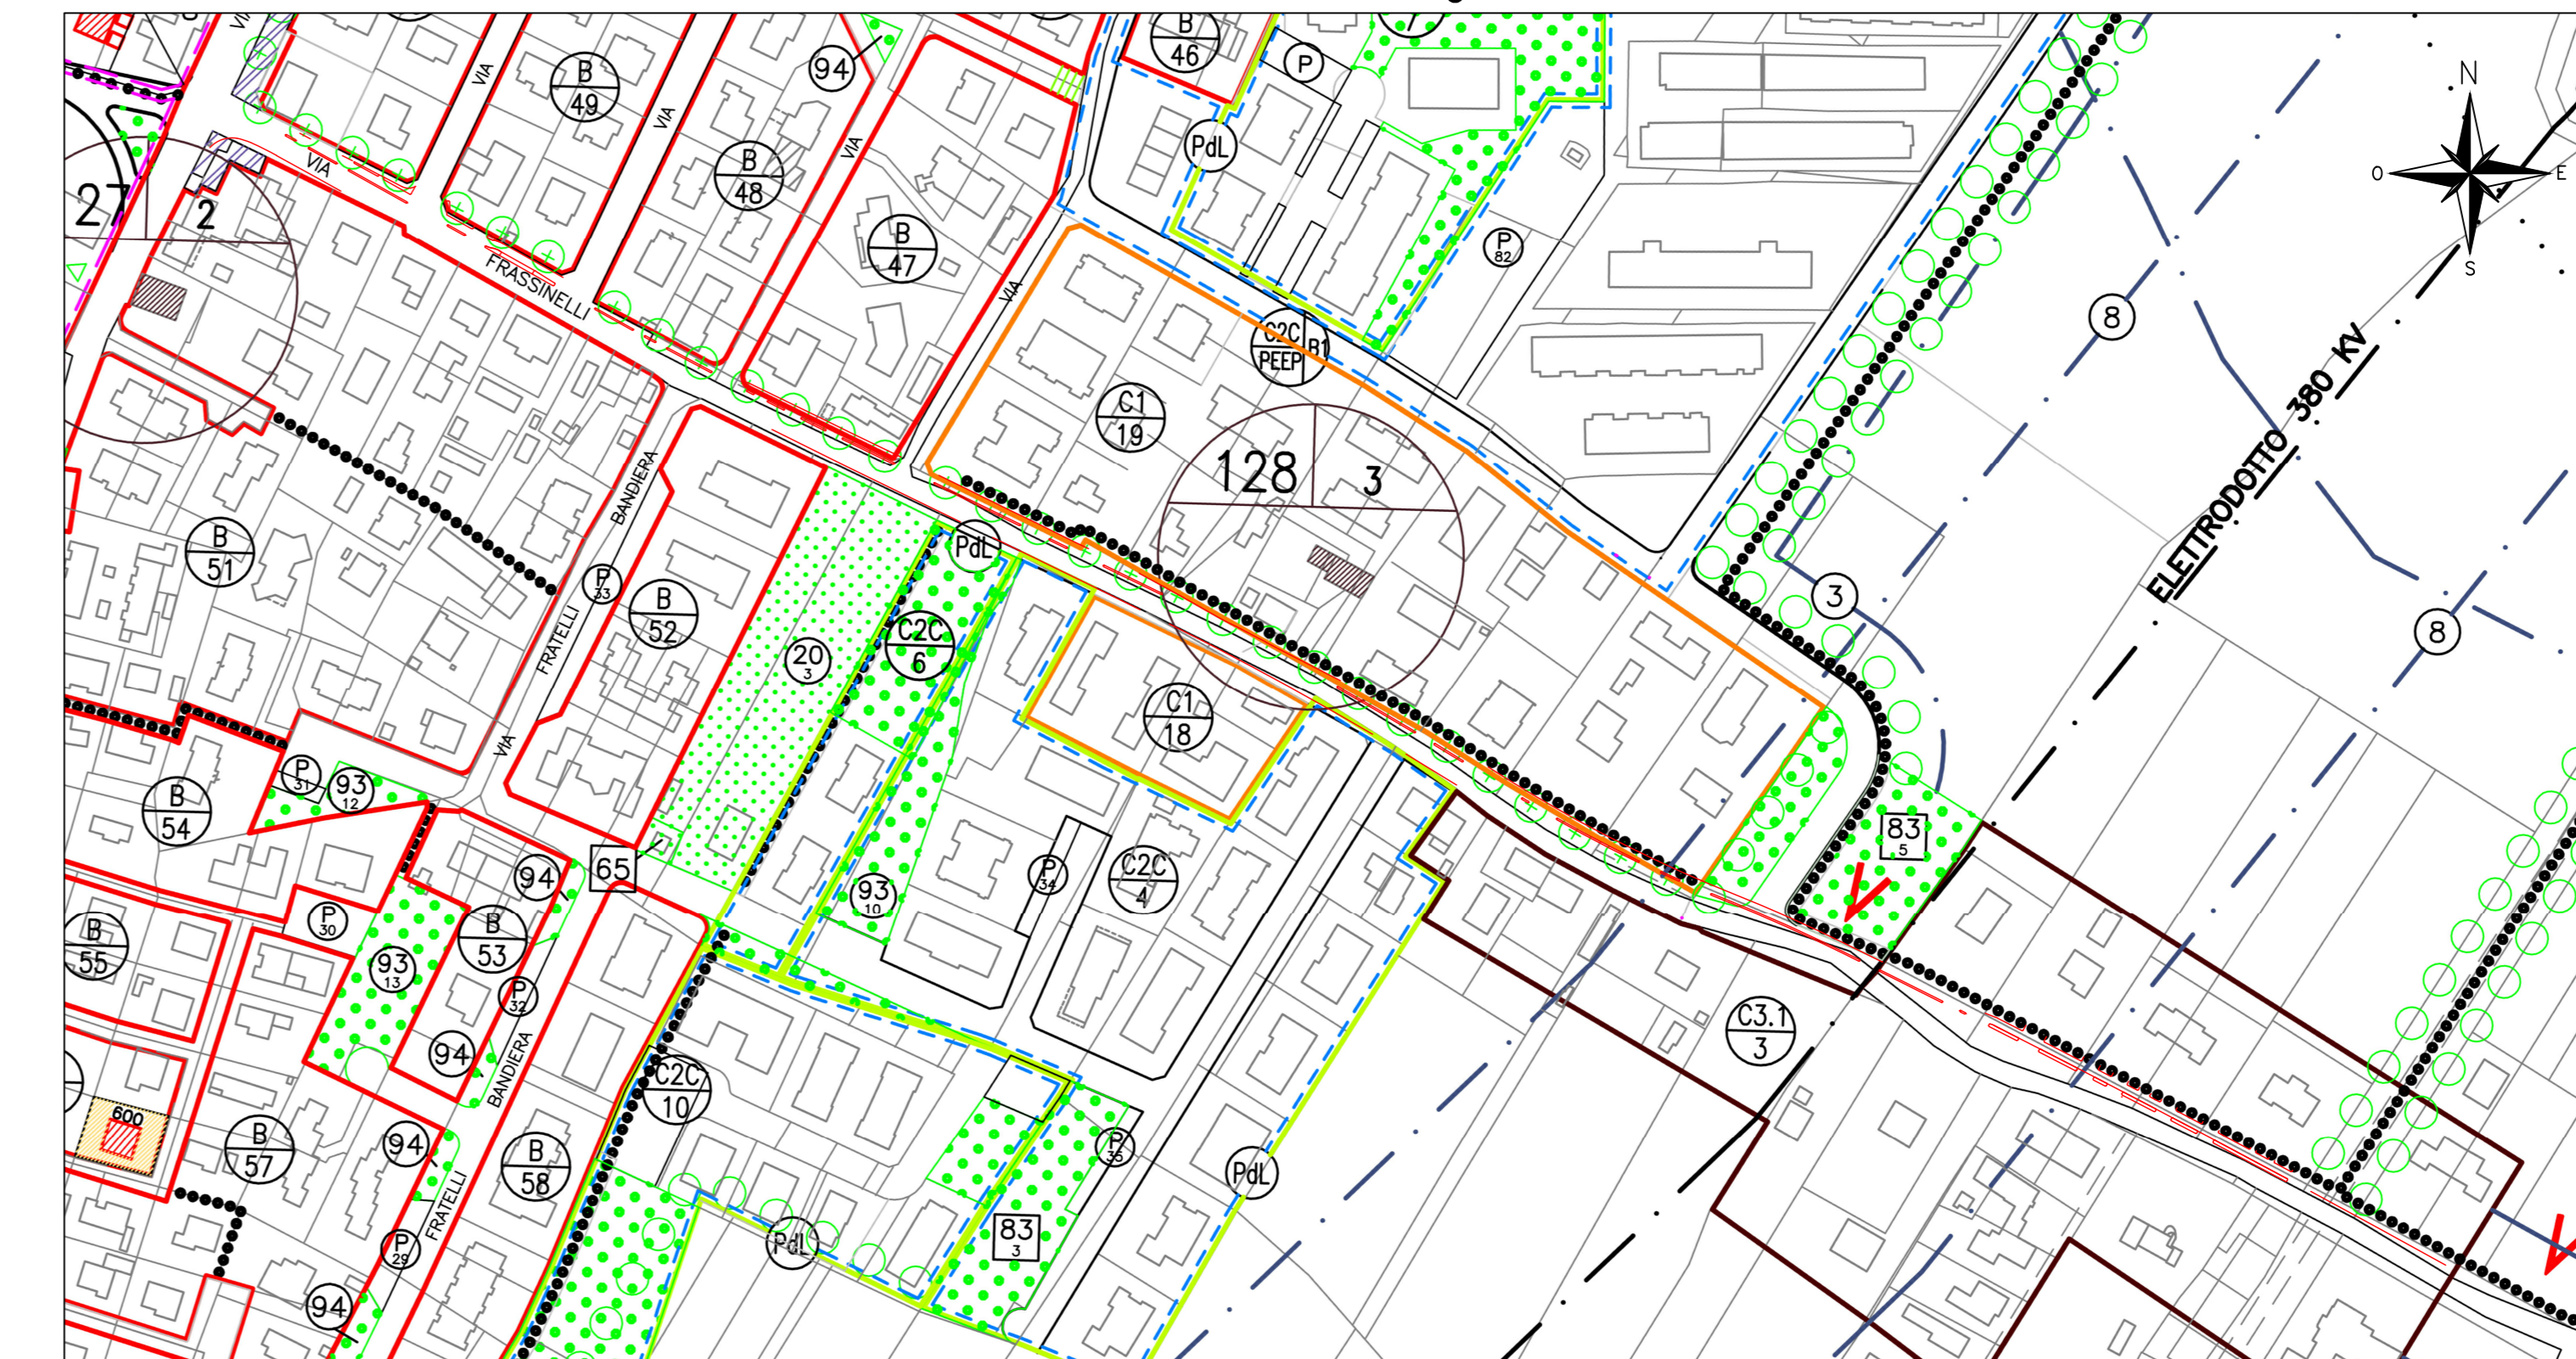 B
46
P
7
N
94
B
49
VIA
VIA
PdL
B
48
VIA
VIA
O
E
27
2
B
47
P
82
S
FRASSINELLI
VIA
8
C2C
PEEP
B1
ELETTRODOTTO 380 KV
C1
19
128
3
BANDIERA
B
51
PdL
P
33
3
B
52
FRATELLI
20
3
C2C
6
8
C1
18
VIA
P
31
93
12
B
54
83
5
65
94
P
34
C2C
4
93
10
P
30
B
53
B
55
93
13
P
32
94
C3.1
3
BANDIERA
C2C
10
600
B
57
94
P
35
B
58
PdL
FRATELLI
83
3
PdL
P
29
94